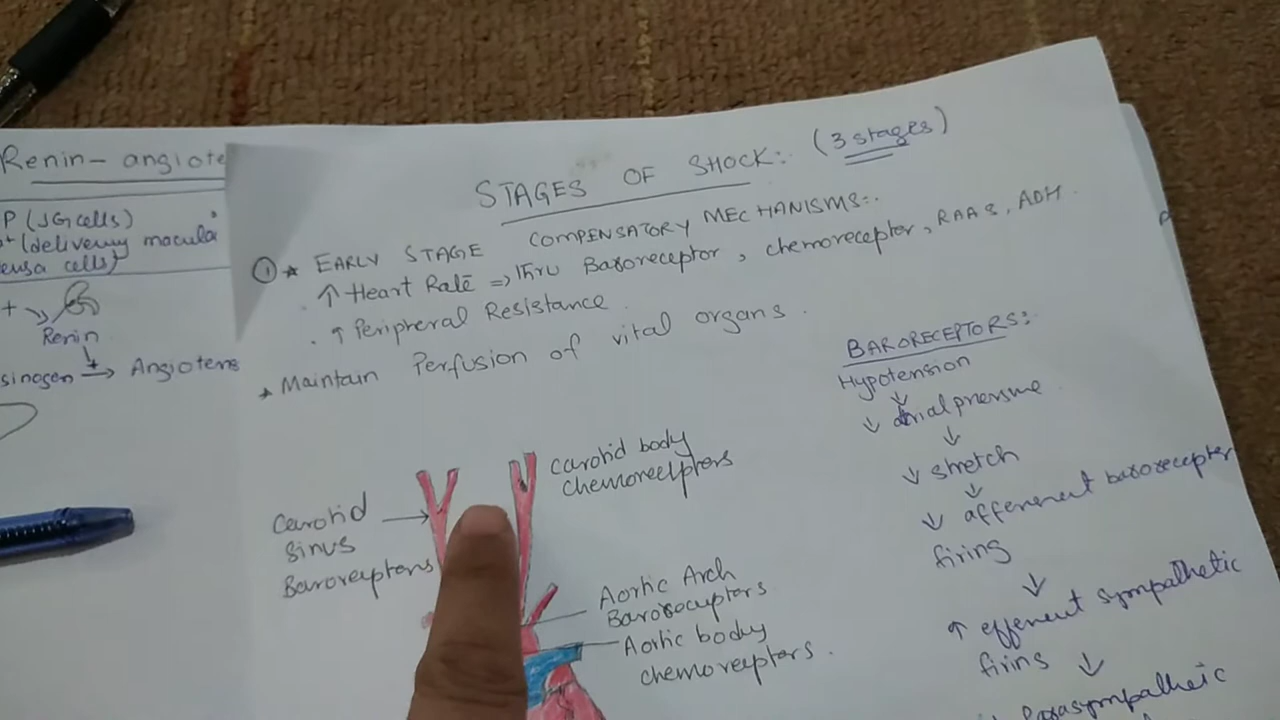 Renin - angiote
P (JG cells)
(delivery macula
ensa cells)
+ → Renin
sinogen + → Angiotens
STAGES OF SHOCK:- (3 stages)
① * EARLY STAGE COMPENSATORY MECHANISMS:-
. ↑ Heart Rate => Thru Baroreceptor, chemoreceptor, RAAS, ADH.
. ↑ Peripheral Resistance.
* Maintain Perfusion of vital organs.
Carotid body
chemoreceptors
Carotid →
Sinus
Baroreceptors
Aortic Arch
Baroreceptors
Aortic body
chemoreceptors.
BARORECEPTORS:
Hypotension
↓
↓ pressure
↓
↓ stretch
↓
↓ afferent baroreceptor
firing
↓
↑ efferent sympathetic
firing ↓
Parasympatheic